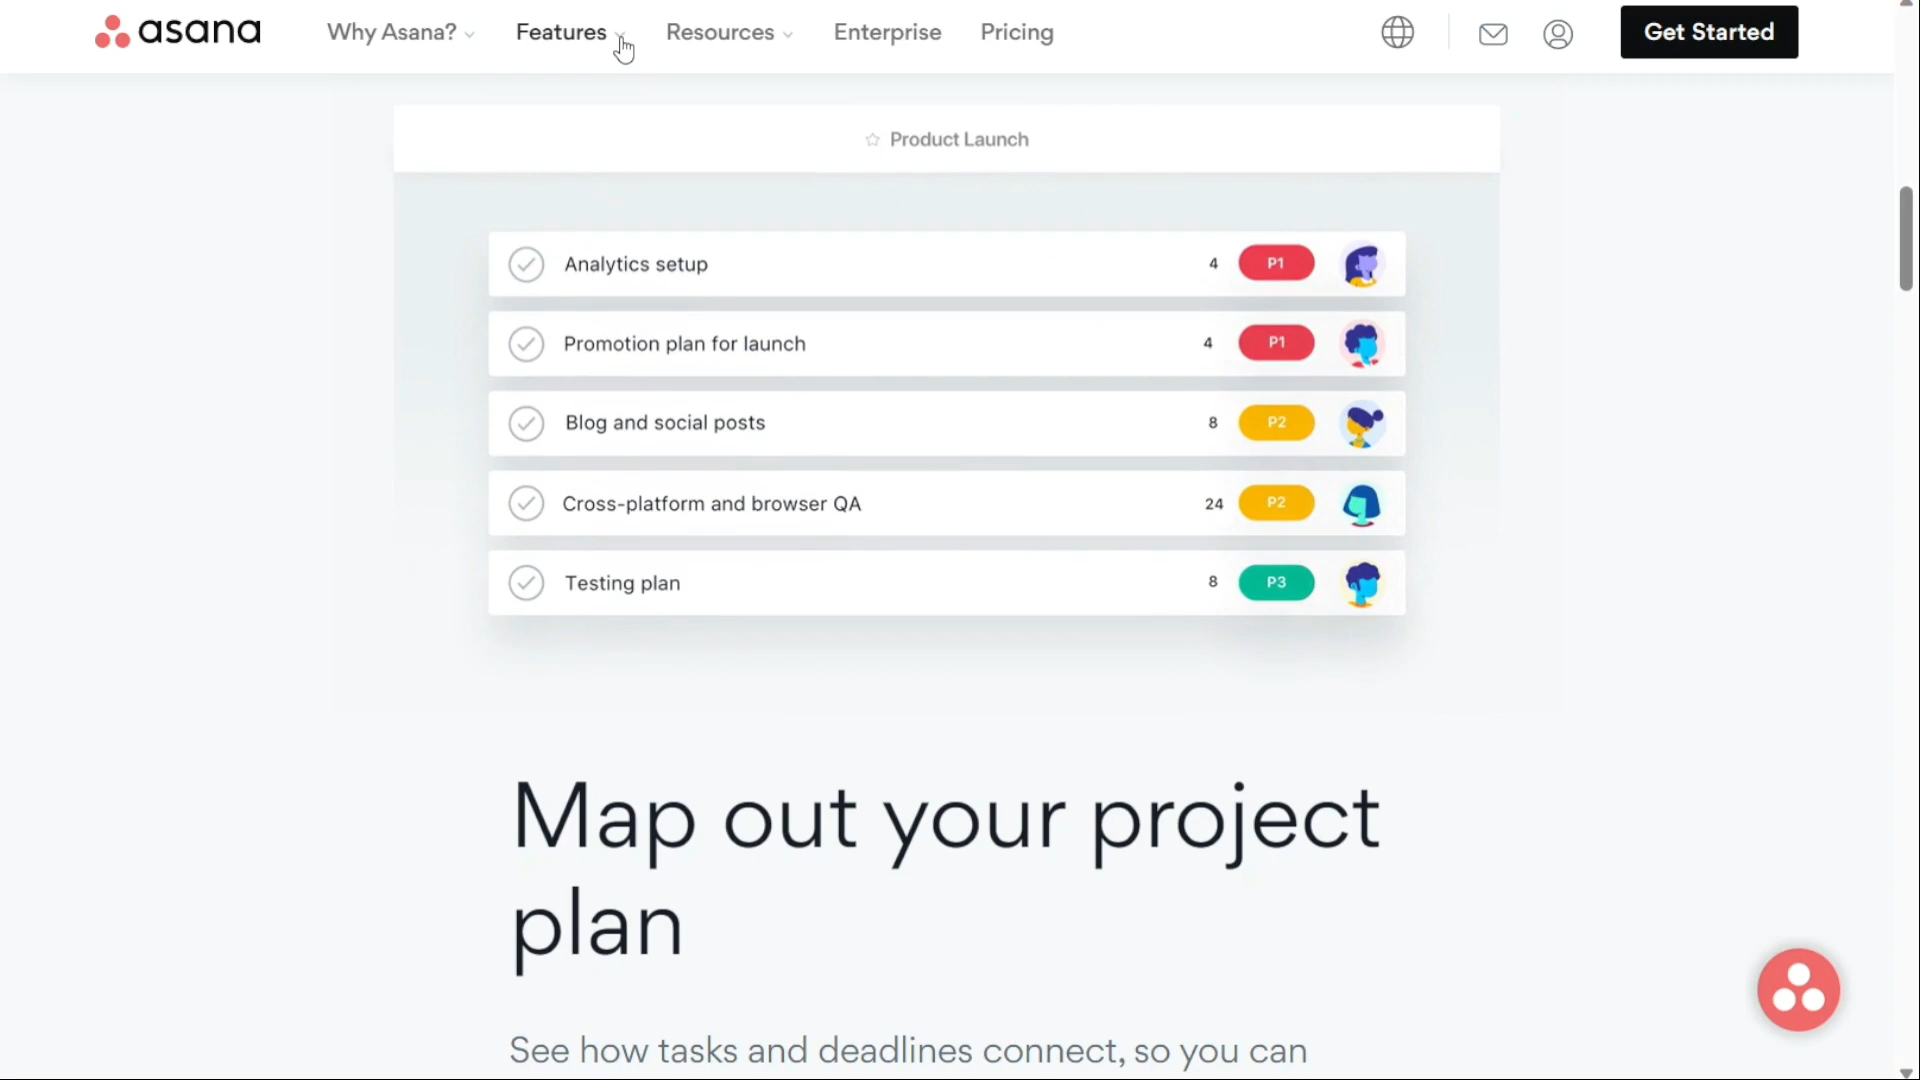 asana Why Asana? Features Resources Enterprise Pricing Get Started
Product Launch
Analytics setup 4 P1
Promotion plan for launch 4 P1
Blog and social posts 8 P2
Cross-platform and browser QA 24 P2
Testing plan 8 P3
Map out your project
plan
See how tasks and deadlines connect, so you can